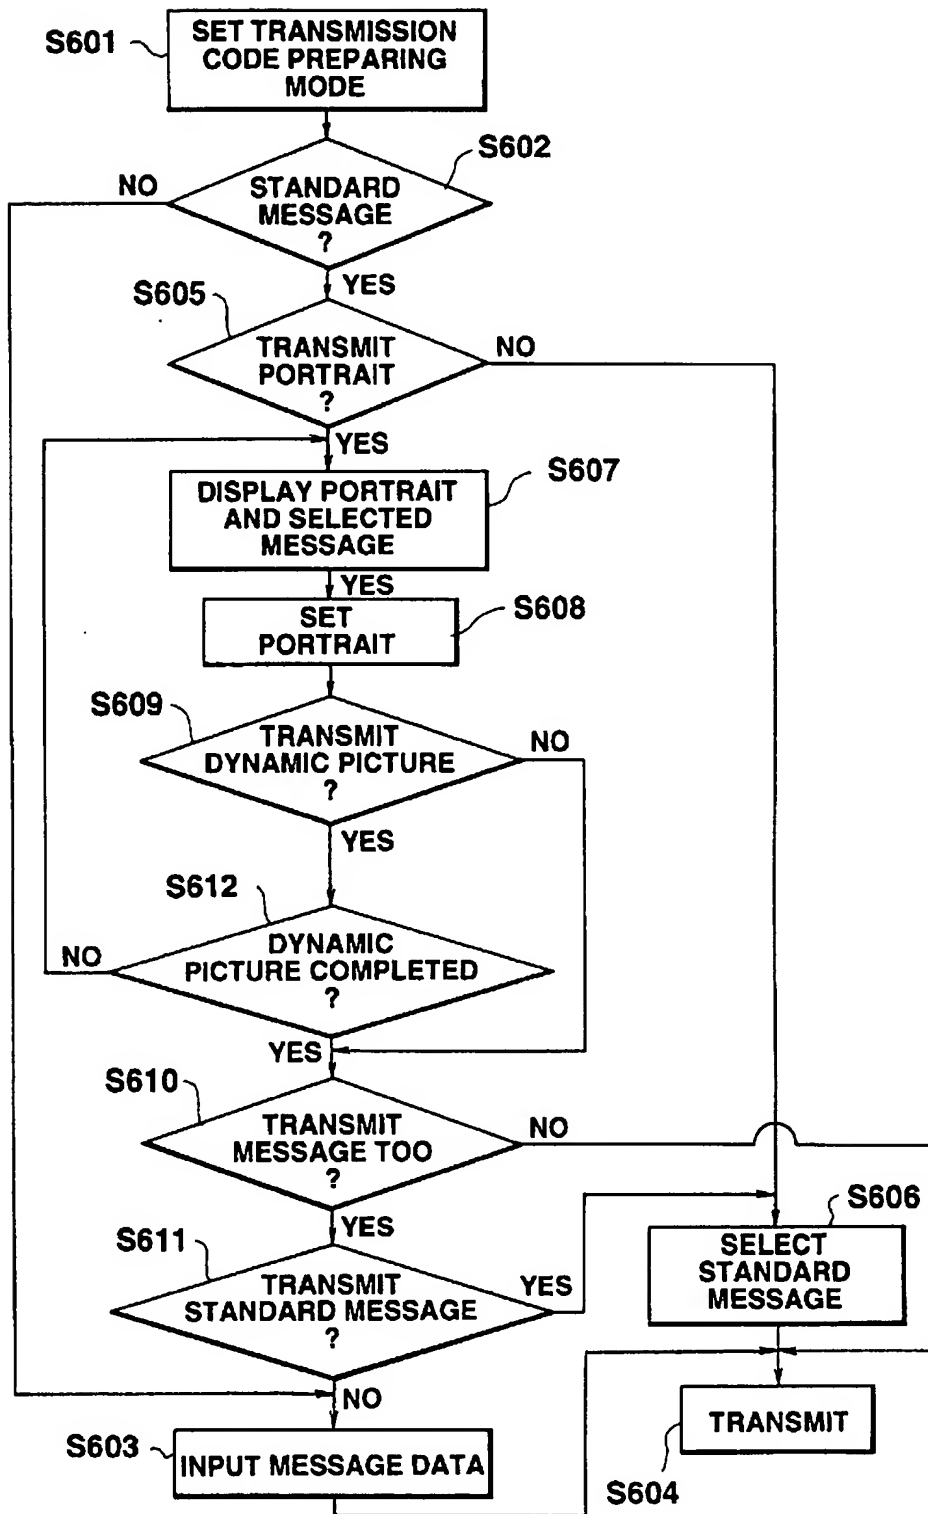 S601
SET TRANSMISSION
CODE PREPARING
MODE
S602
NO
STANDARD
MESSAGE
?
YES
S605
TRANSMIT
PORTRAIT
?
NO
YES
S607
DISPLAY PORTRAIT
AND SELECTED
MESSAGE
YES
S608
SET
PORTRAIT
S609
TRANSMIT
DYNAMIC PICTURE
?
NO
YES
S612
NO
DYNAMIC
PICTURE COMPLETED
?
YES
S610
TRANSMIT
MESSAGE TOO
?
NO
YES
S606
SELECT
STANDARD
MESSAGE
S611
TRANSMIT
STANDARD MESSAGE
?
YES
NO
TRANSMIT
S604
S603
INPUT MESSAGE DATA